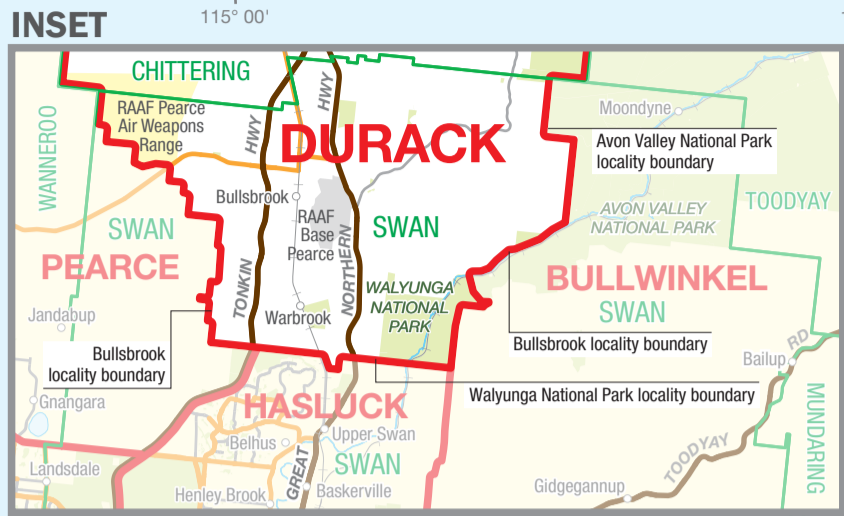 115° 00'
INSET
CHITTERING
RAAF Pearce
Air Weapons
Range
HWY
HWY
DURACK
Moondyne
Avon Valley National Park
locality boundary
WANNEROO
TOODYAY
Bullsbrook
RAAF
Base
Pearce
SWAN
SWAN
AVON VALLEY
NATIONAL PARK
PEARCE
TONKIN
NORTHERN
WALYUNGA
NATIONAL
PARK
BULLWINKEL
SWAN
Jandabup
Warbrook
Bullsbrook
locality boundary
Bullsbrook locality boundary
Bailup
RD
Walyunga National Park locality boundary
Gnangara
HASLUCK
MUNDARING
Belhus
Upper Swan
TOODYAY
Landsdale
SWAN
GREAT
Henley Brook
Baskerville
Gidgegannup